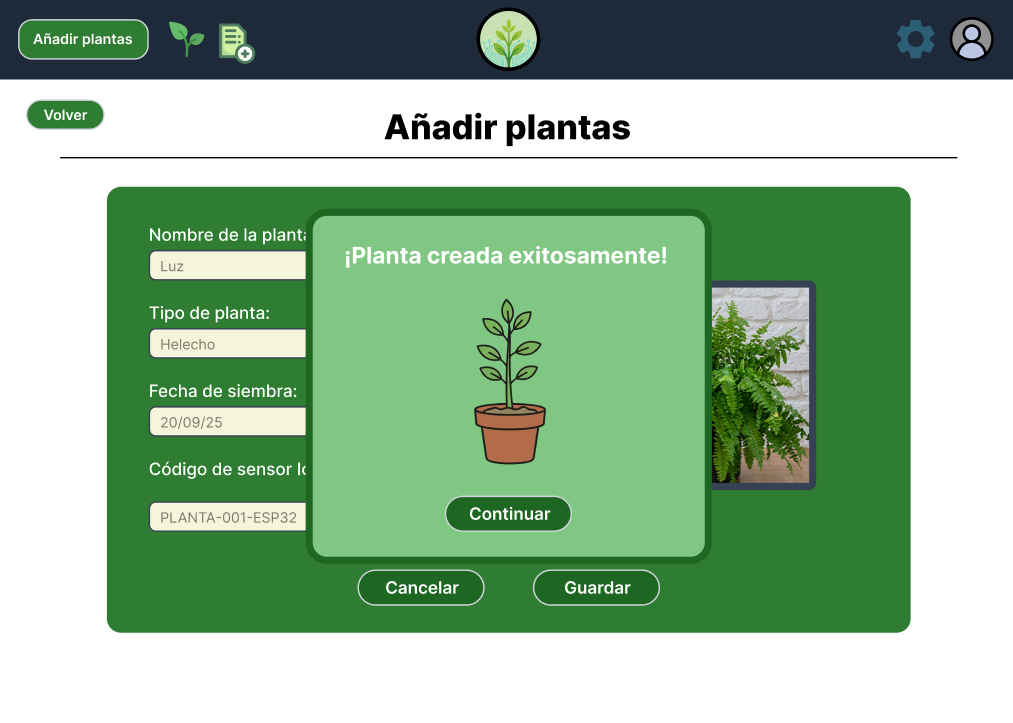 Añadir plantas
Volver
Añadir plantas
Nombre de la planta
Luz
Tipo de planta:
Helecho
Fecha de siembra:
20/09/25
Código de sensor
PLANTA-001-ESP32
¡Planta creada exitosamente!
Continuar
Cancelar
Guardar